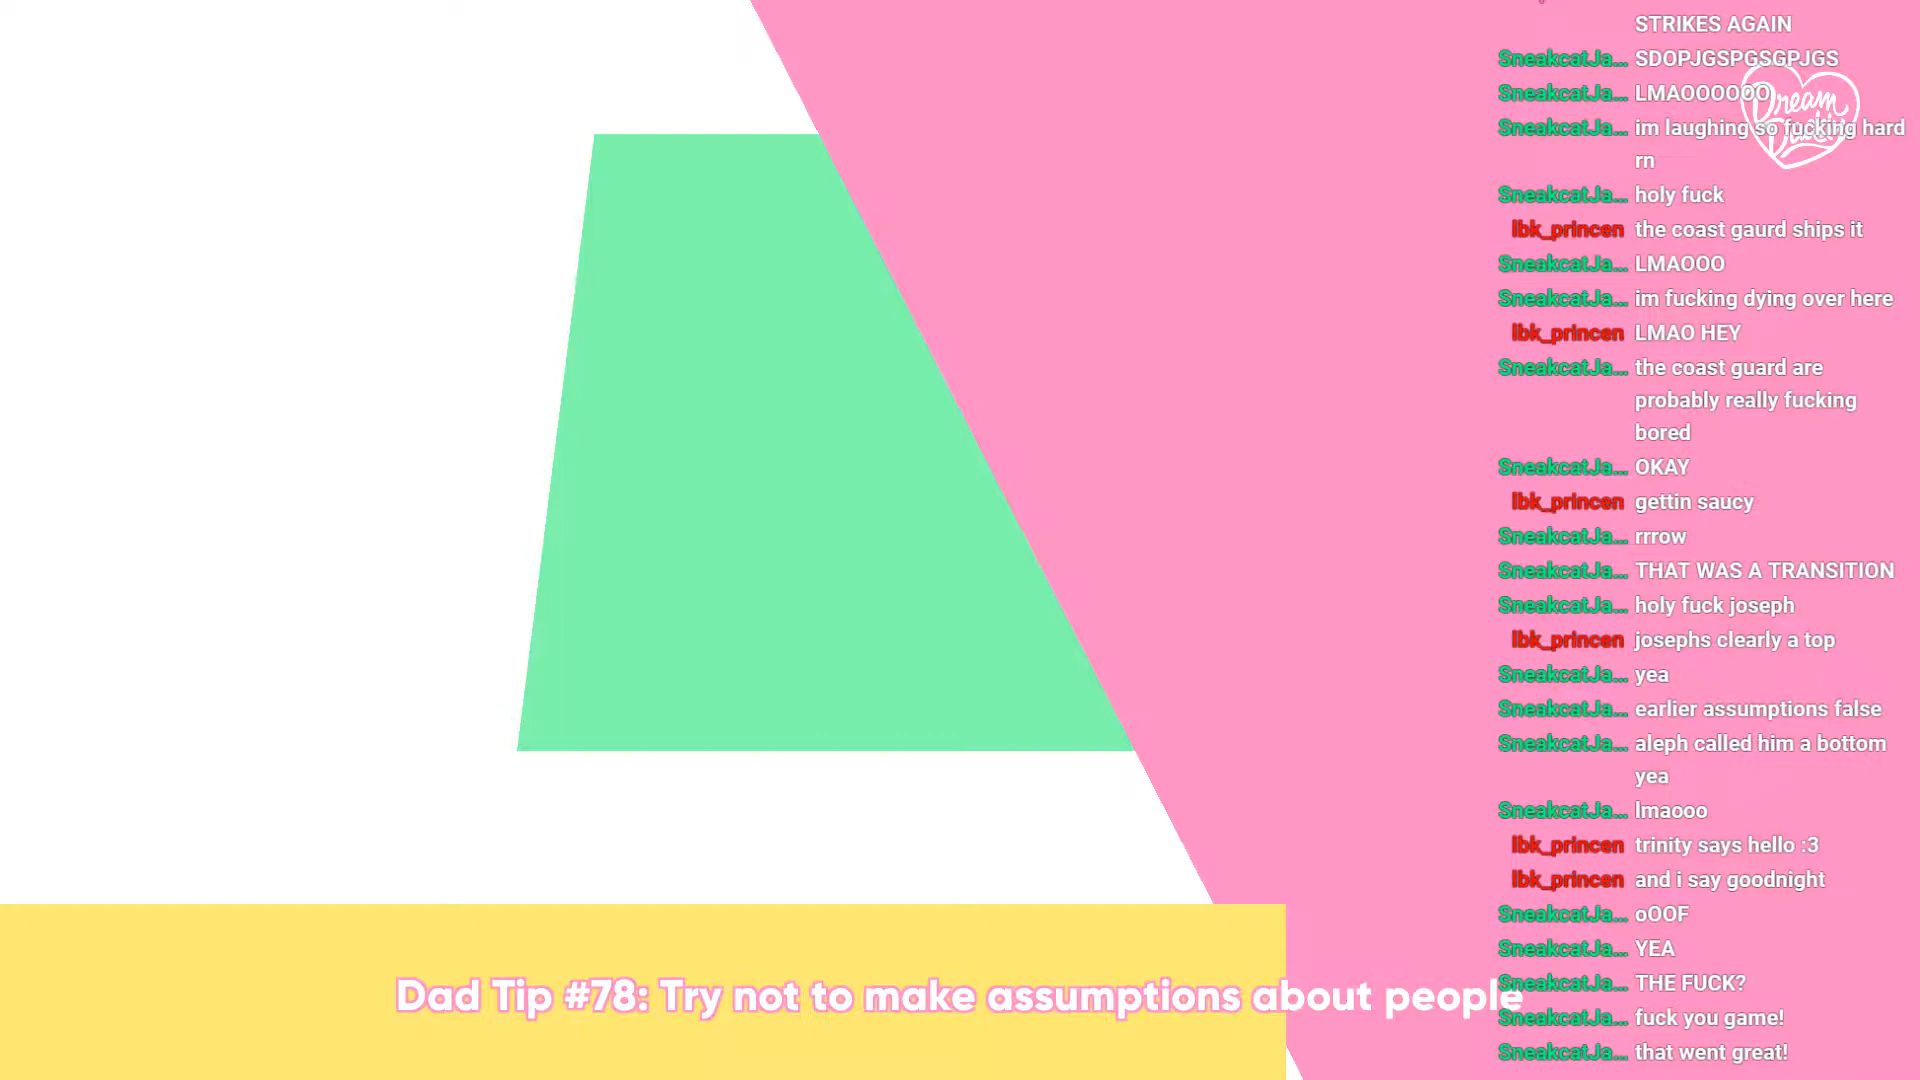 STRIKES AGAIN
SneakcatJa... SDOPJGSPGSGPJGS
SneakcatJa... LMAOOOOOO
SneakcatJa... im laughing so fucking hard
rn
SneakcatJa... holy fuck
lbk_princen the coast gaurd ships it
SneakcatJa... LMAOOO
SneakcatJa... im fucking dying over here
lbk_princen LMAO HEY
SneakcatJa... the coast guard are
probably really fucking
bored
SneakcatJa... OKAY
lbk_princen gettin saucy
SneakcatJa... rrrow
SneakcatJa... THAT WAS A TRANSITION
SneakcatJa... holy fuck joseph
lbk_princen josephs clearly a top
SneakcatJa... yea
SneakcatJa... earlier assumptions false
SneakcatJa... aleph called him a bottom
yea
SneakcatJa... lmaooo
lbk_princen trinity says hello :3
lbk_princen and i say goodnight
SneakcatJa... oOOF
SneakcatJa... YEA
SneakcatJa... THE FUCK?
SneakcatJa... fuck you game!
SneakcatJa... that went great!
Dream
Daddy
Dad Tip #78: Try not to make assumptions about people